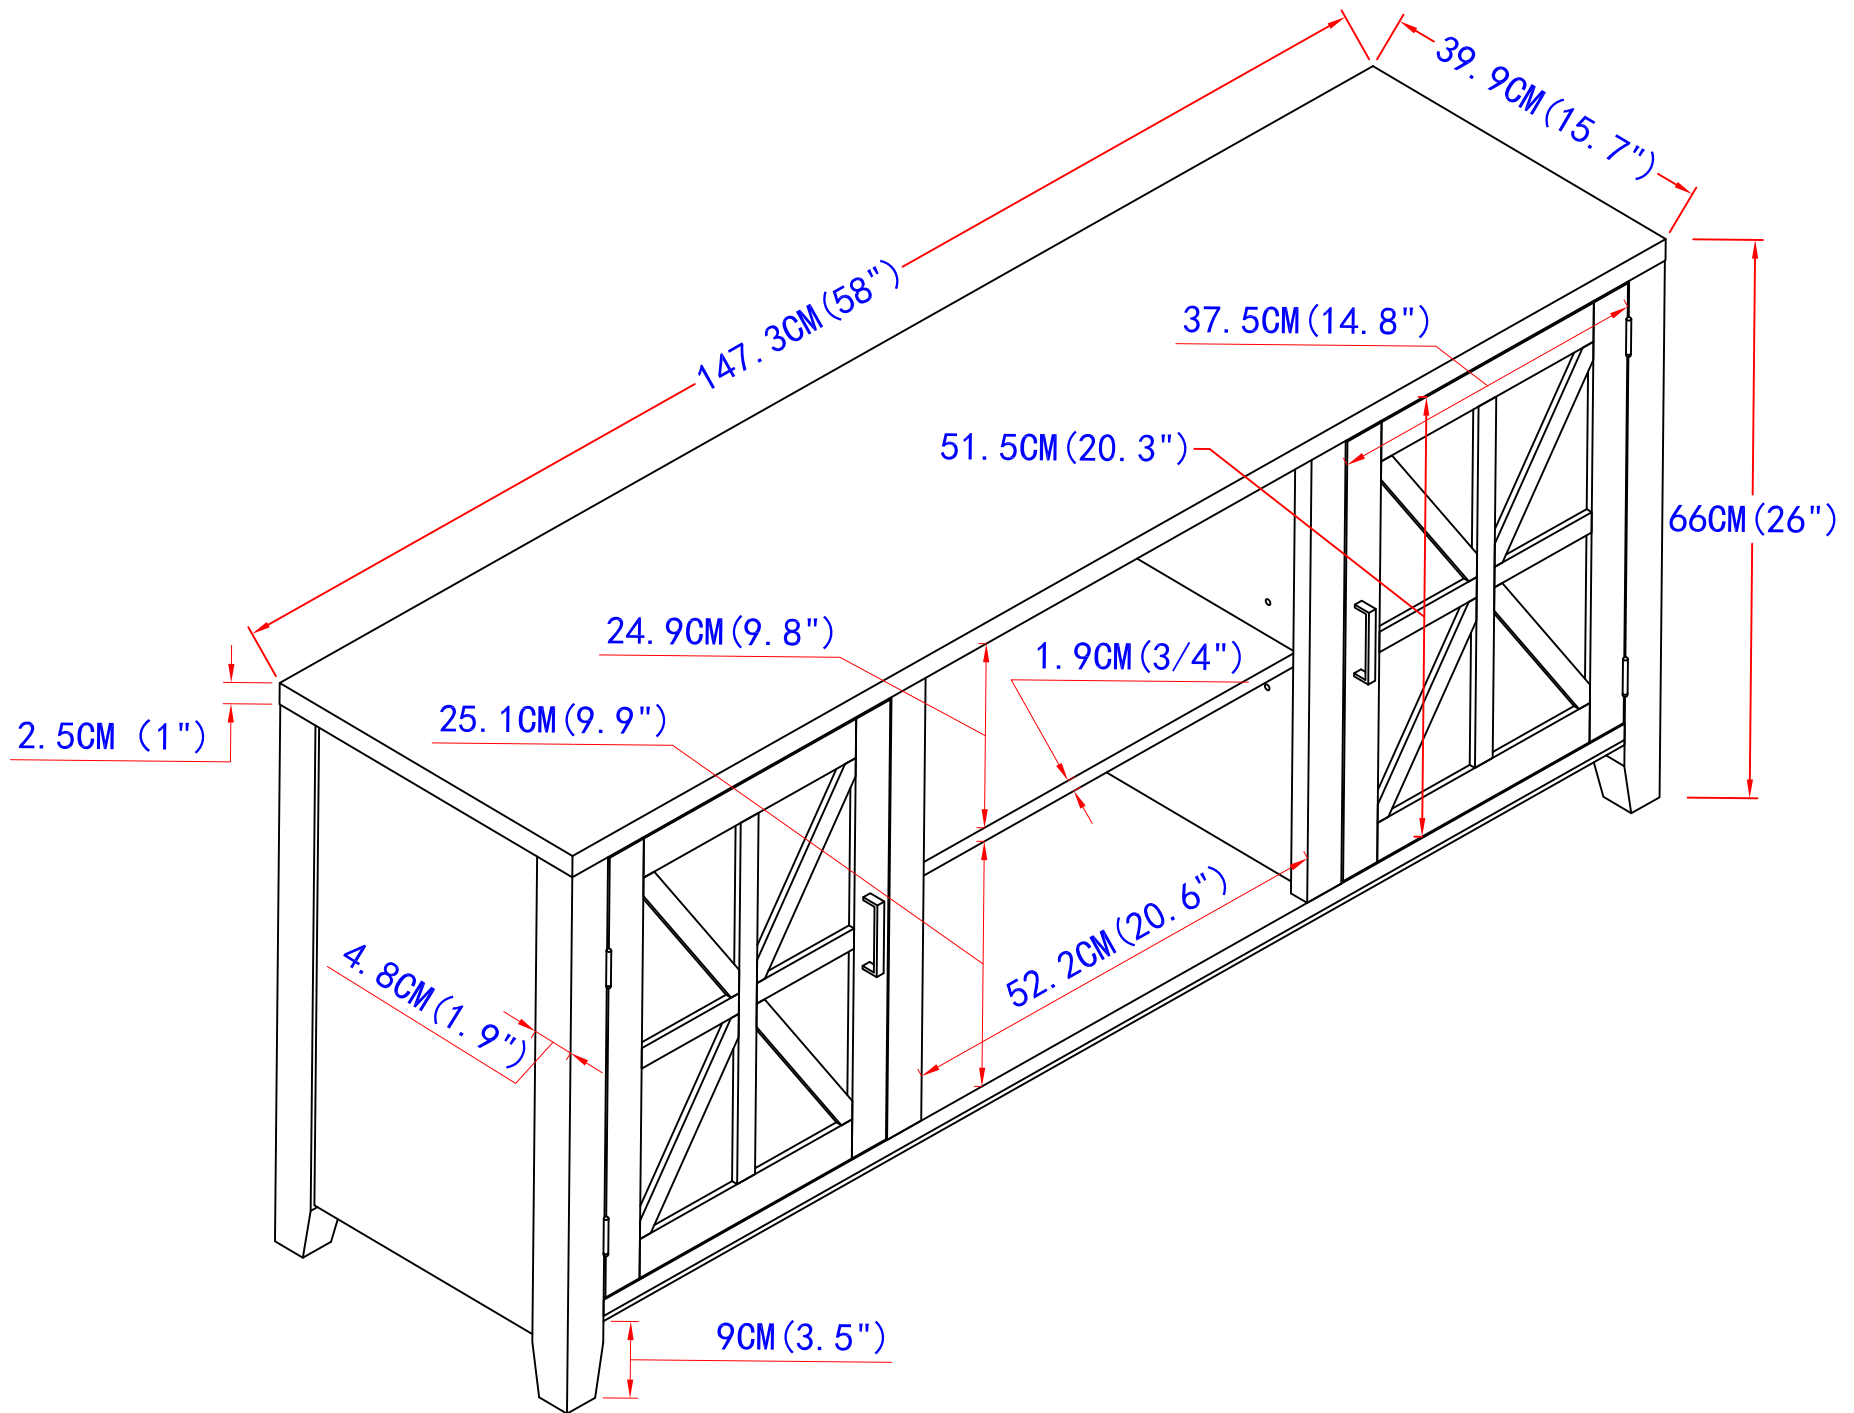 39.9CM(15.7")
147.3CM(58")
37.5CM(14.8")
51.5CM(20.3")
66CM(26")
24.9CM(9.8")
1.9CM(3/4")
25.1CM(9.9")
2.5CM (1")
52.2CM(20.6")
4.8CM(1.9")
9CM(3.5")